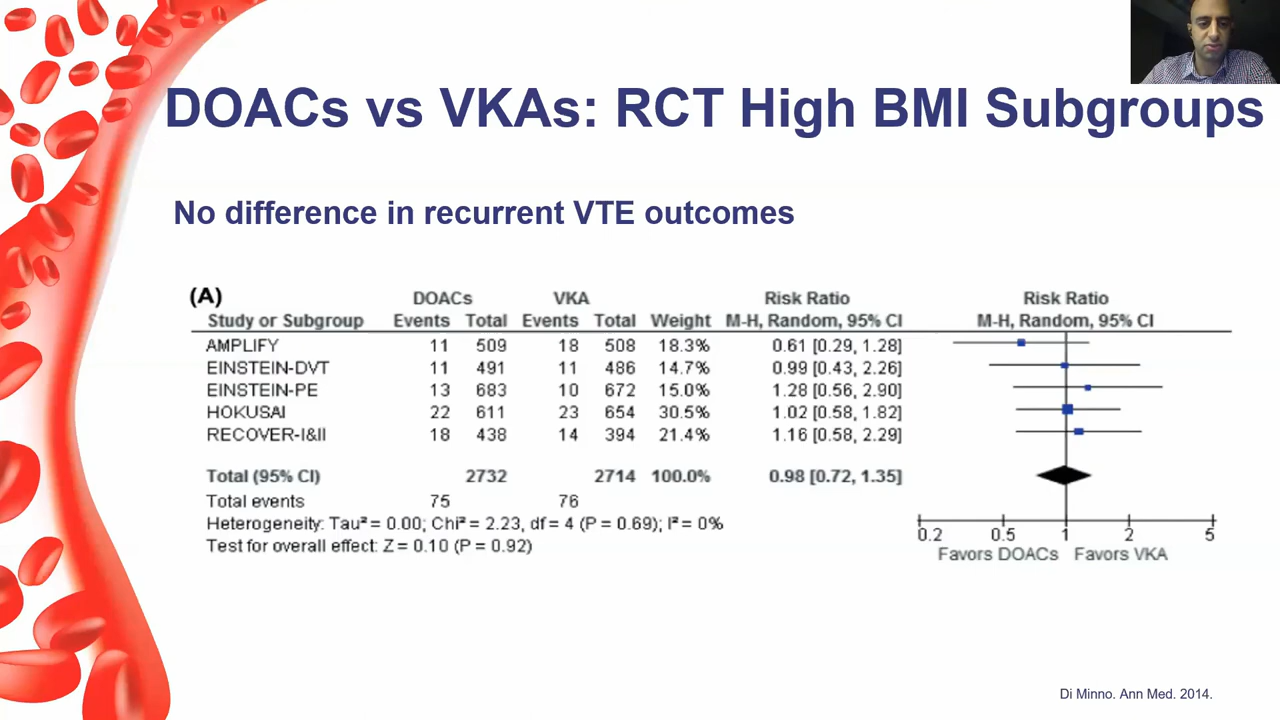 DOACs vs VKAs: RCT High BMI Subgroups
No difference in recurrent VTE outcomes
(A)
DOACs VKA Risk Ratio Risk Ratio
Study or Subgroup Events Total Events Total Weight M-H, Random, 95% CI M-H, Random, 95% CI
AMPLIFY 11 509 18 508 18.3% 0.61 [0.29, 1.28]
EINSTEIN-DVT 11 491 11 486 14.7% 0.99 [0.43, 2.26]
EINSTEIN-PE 13 683 10 672 15.0% 1.28 [0.56, 2.90]
HOKUSAI 22 611 23 654 30.5% 1.02 [0.58, 1.82]
RECOVER-I&II 18 438 14 394 21.4% 1.16 [0.58, 2.29]
Total (95% CI) 2732 2714 100.0% 0.98 [0.72, 1.35]
Total events 75 76
Heterogeneity: Tau² = 0.00; Chi² = 2.23, df = 4 (P = 0.69); I² = 0%
Test for overall effect: Z = 0.10 (P = 0.92)
0.2 0.5 1 2 5
Favors DOACs Favors VKA
Di Minno. Ann Med. 2014.